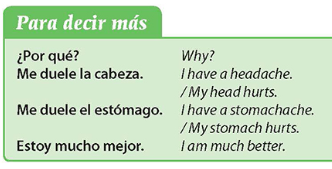 Para decir más
¿Por qué? Why?
Me duele la cabeza. I have a headache.
/ My head hurts.
Me duele el estómago. I have a stomachache.
/ My stomach hurts.
Estoy mucho mejor. I am much better.